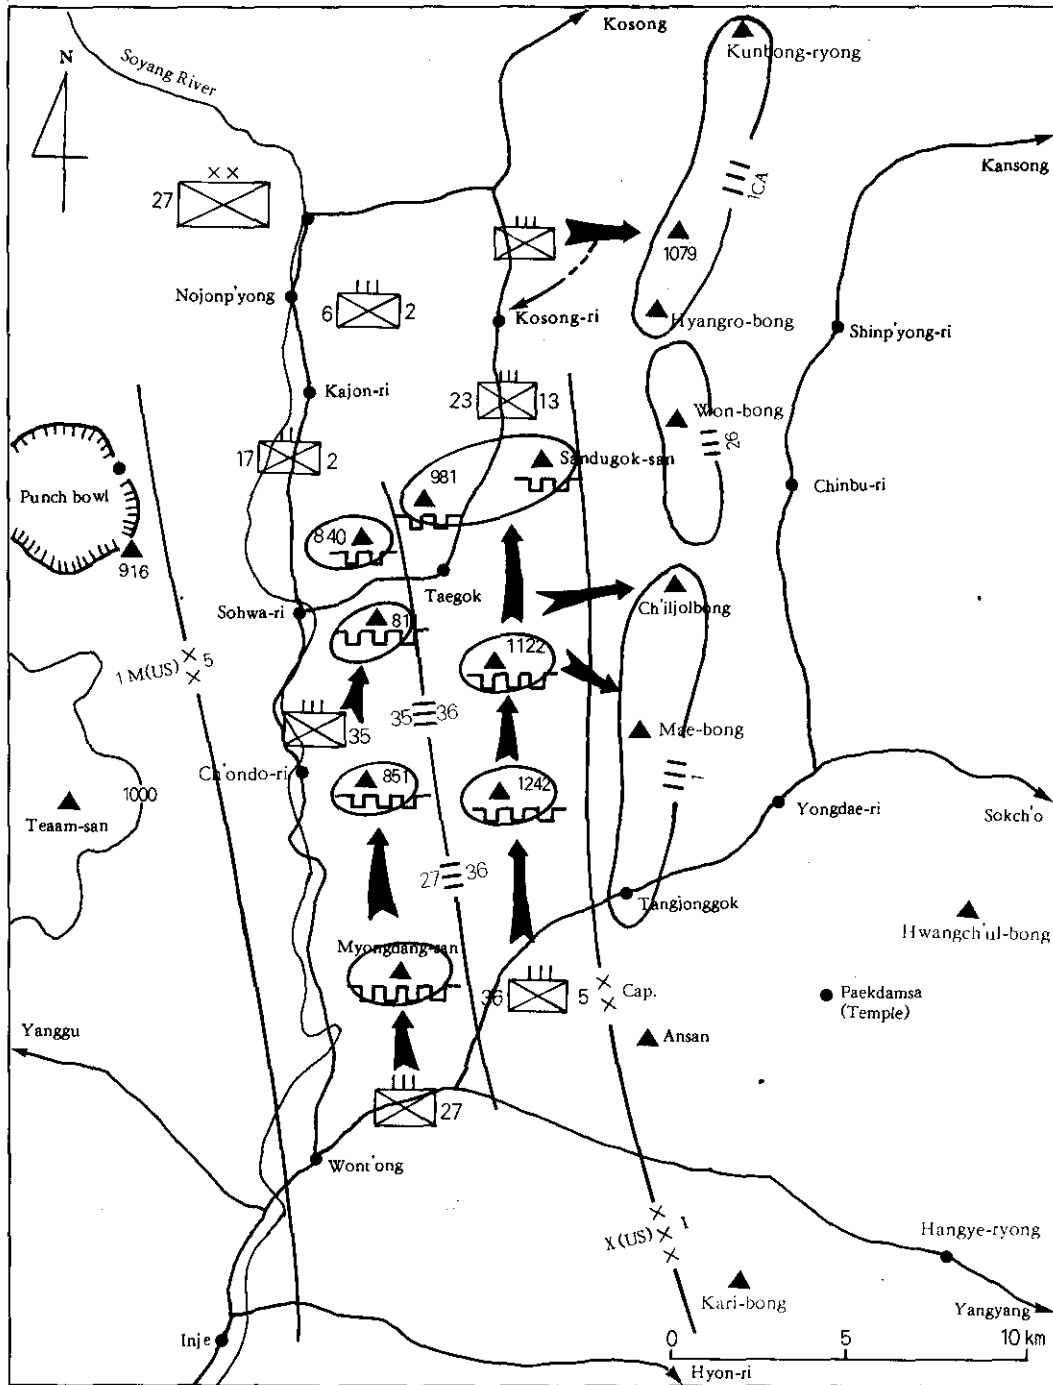 Kosong
Kunbong-ryong
N
Soyang River
Kansong
1CA
27
1079
Nojonp'yong
6 2
Kosong-ri
Hyangro-bong
Shinp'yong-ri
Kajon-ri
23 13
Won-bong
26
17 2
Sandugok-san
981
Punch bowl
Chinbu-ri
840
916
Taegok
Ch'iljolbong
Sohwa-ri
81
1122
1 M(US) 5
35 36
35
Mae-bong
Ch'ondo-ri
851
1242
1
1000
Teaam-san
Yongdae-ri
Sokch'o
27 36
Tangjonggok
Hwangch'ul-bong
Myongdang-san
36 5 Cap.
Paekdamsa
(Temple)
Yanggu
Ansan
27
Wont'ong
X (US) 1
Hangye-ryong
Kari-bong
Yangyang
Inje
0 5 10 km
Hyon-ri